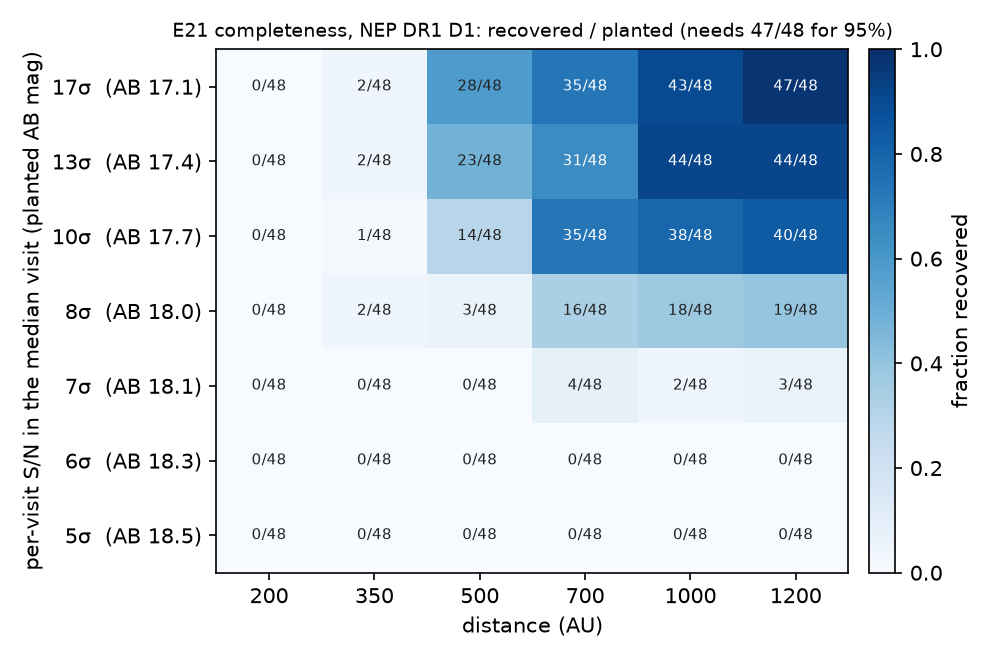 E21 completeness, NEP DR1 D1: recovered / planted (needs 47/48 for 95%)
per-visit S/N in the median visit (planted AB mag)
17σ (AB 17.1) 0/48 2/48 28/48 35/48 43/48 47/48
13σ (AB 17.4) 0/48 2/48 23/48 31/48 44/48 44/48
10σ (AB 17.7) 0/48 1/48 14/48 35/48 38/48 40/48
8σ (AB 18.0) 0/48 2/48 3/48 16/48 18/48 19/48
7σ (AB 18.1) 0/48 0/48 0/48 4/48 2/48 3/48
6σ (AB 18.3) 0/48 0/48 0/48 0/48 0/48 0/48
5σ (AB 18.5) 0/48 0/48 0/48 0/48 0/48 0/48
200 350 500 700 1000 1200
distance (AU)
1.0
0.8
0.6
0.4
0.2
0.0
fraction recovered